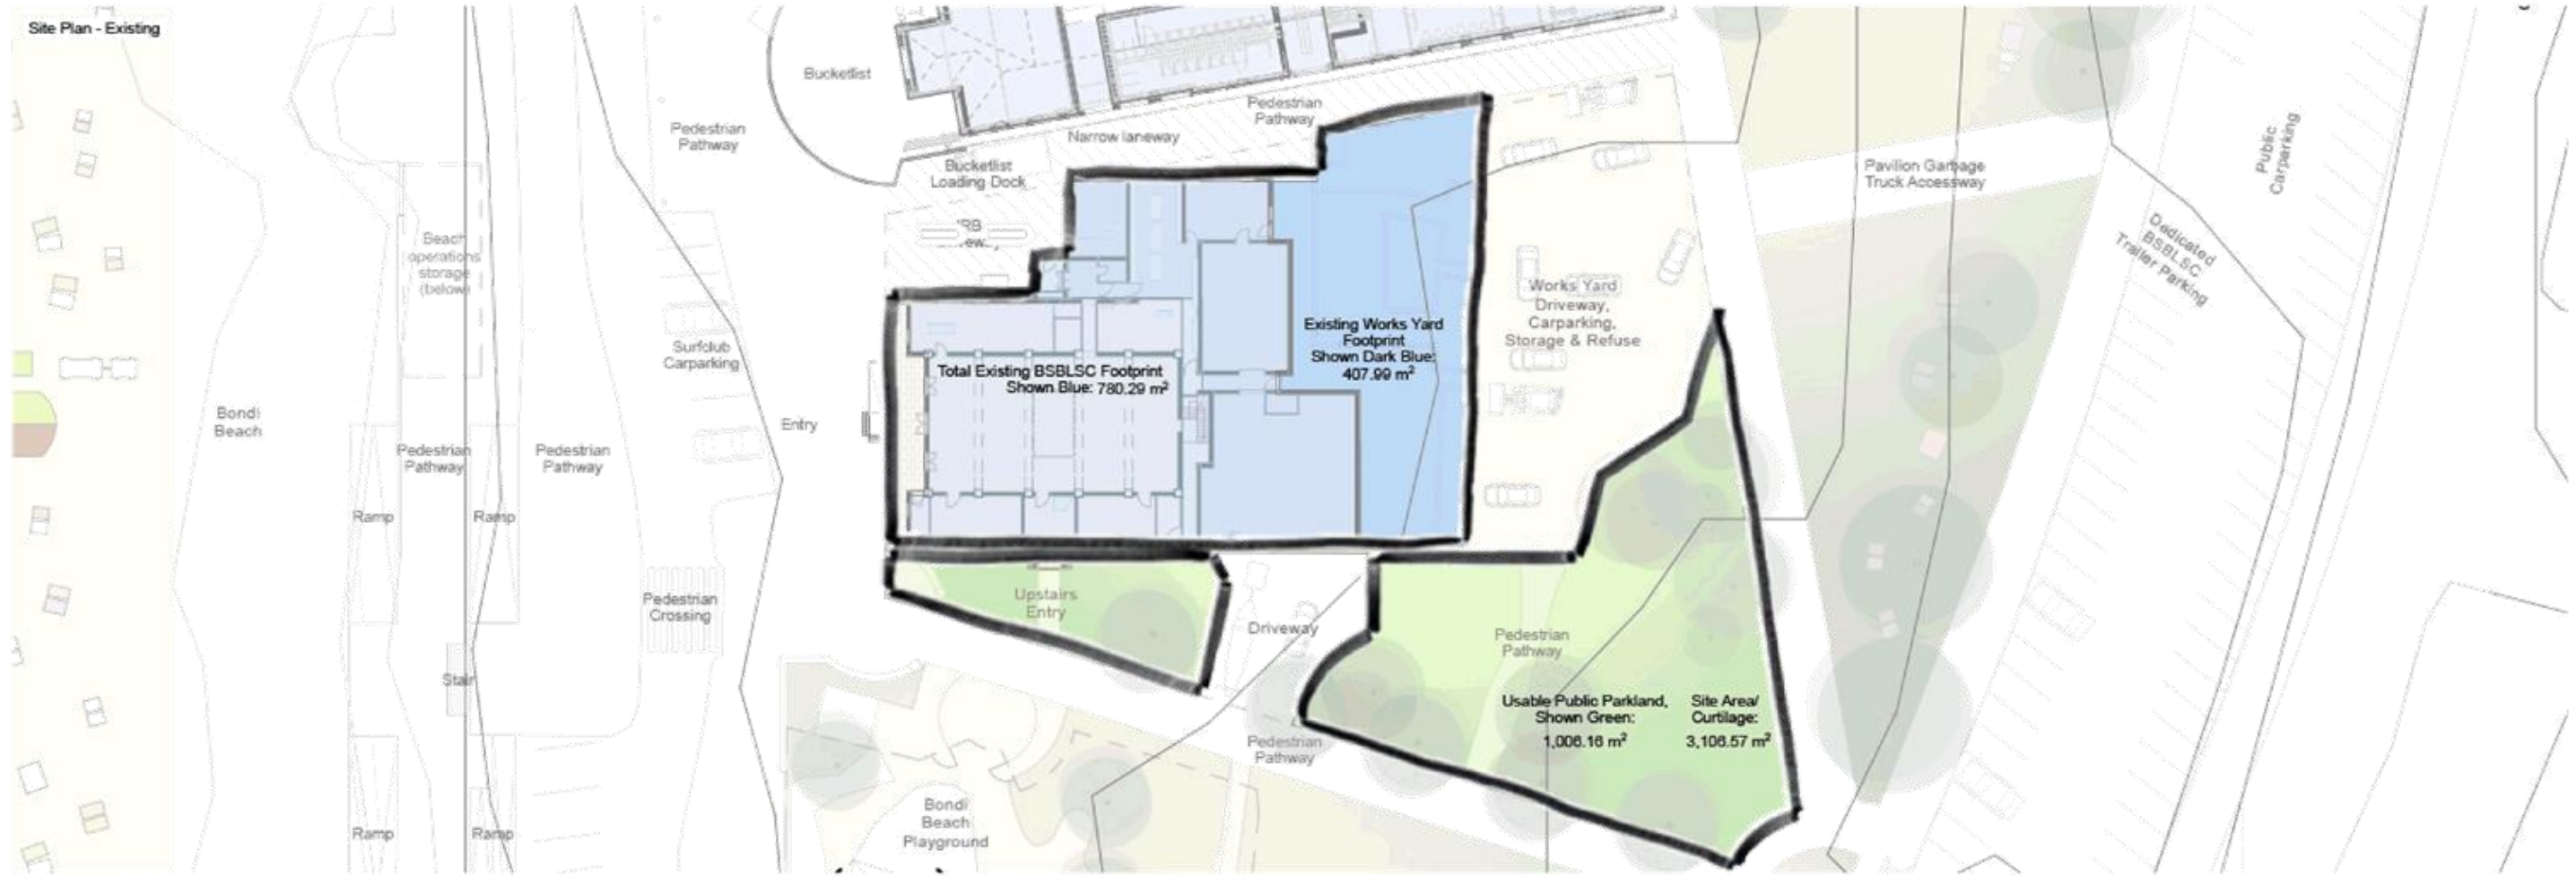 Site Plan - Existing
Bucketlist
Pedestrian
Pathway
Pedestrian
Pathway
Narrow laneway
Bucketlist
Loading Dock
Pavilion Garbage
Truck Accessway
Public
Carparking
Dedicated
BSBLSC
Trailer Parking
Beach
operations
storage
(below)
Works Yard
Driveway,
Carparking,
Storage & Refuse
Surfclub
Carparking
Existing Works Yard
Footprint
Shown Dark Blue:
407.99 m²
Total Existing BSBLSC Footprint
Shown Blue: 780.29 m²
Bondi
Beach
Entry
Pedestrian
Pathway
Pedestrian
Pathway
Ramp
Ramp
Pedestrian
Crossing
Upstairs
Entry
Driveway
Pedestrian
Pathway
Stair
Usable Public Parkland,
Shown Green:
1,006.16 m²
Site Area/
Curtilage:
3,106.57 m²
Pedestrian
Pathway
Bondi
Beach
Playground
Ramp
Ramp